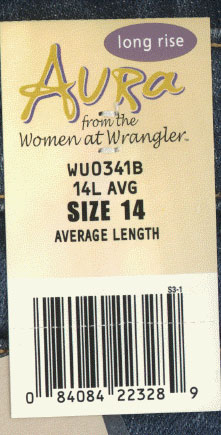 long rise
AURA
from the
Women at Wrangler™
WU0341B
14L AVG
SIZE 14
AVERAGE LENGTH
S3-1
0 84084 22328 9